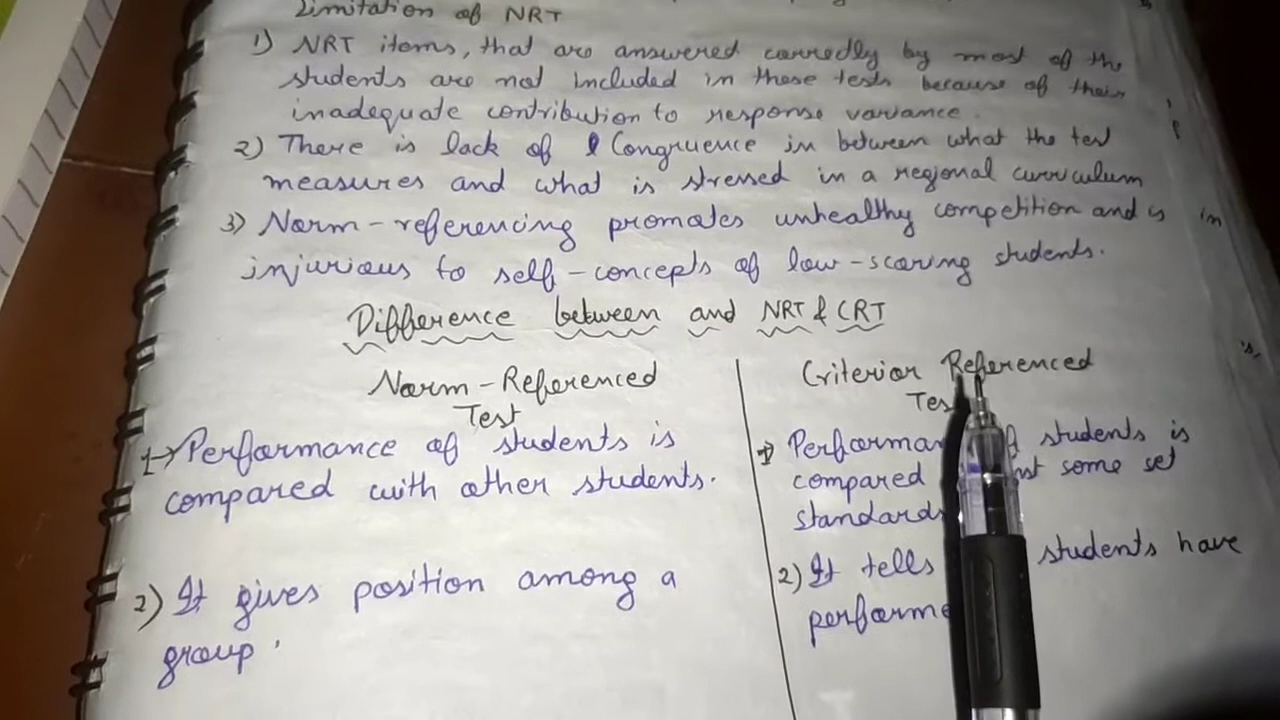 Limitation of NRT
1) NRT items, that are answered correctly by most of the
students are not included in these tests because of their
inadequate contribution to response variance.
2) There is lack of Congruence in between what the test
measures and what is stressed in a regional curriculum
3) Norm-referencing promotes unhealthy competition and is
injurious to self-concepts of low-scoring students.
Difference between and NRT & CRT
Norm-Referenced
Test
1) Performance of students is
compared with other students.
2) It gives position among a
group.
Criterior Referenced
Tes
1) Performan students is
compared some set
standards
2) It tells students have
performe
in